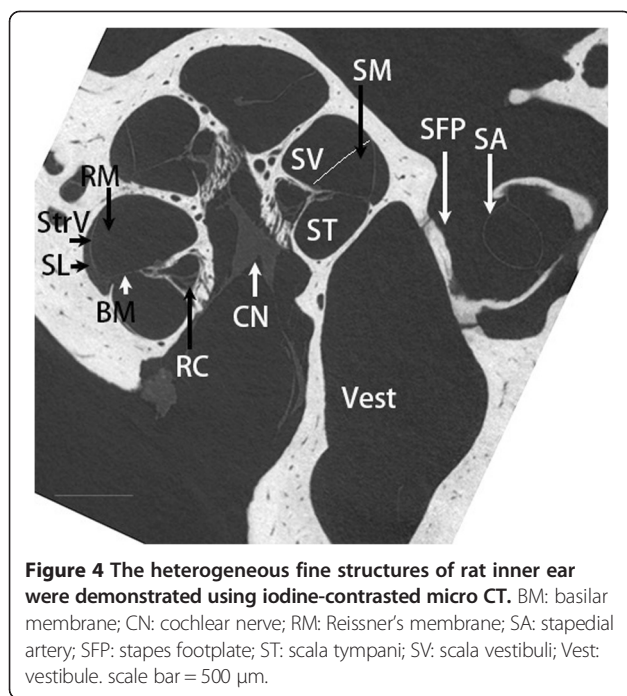 SM
SFP
SA
SV
RM
StrV
ST
SL
BM
CN
RC
Vest
Figure 4 The heterogeneous fine structures of rat inner ear
were demonstrated using iodine-contrasted micro CT. BM: basilar
membrane; CN: cochlear nerve; RM: Reissner's membrane; SA: stapedial
artery; SFP: stapes footplate; ST: scala tympani; SV: scala vestibuli; Vest:
vestibule. scale bar = 500 μm.